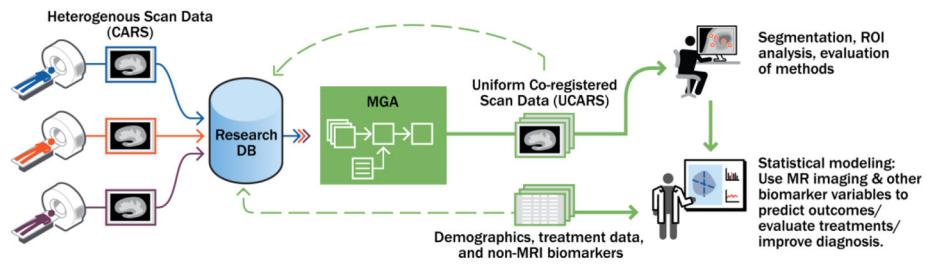 Heterogenous Scan Data
(CARS)
Research
DB
MGA
Uniform Co-registered
Scan Data (UCARS)
Segmentation, ROI
analysis, evaluation
of methods
Demographics, treatment data,
and non-MRI biomarkers
Statistical modeling:
Use MR imaging & other
biomarker variables to
predict outcomes/
evaluate treatments/
improve diagnosis.